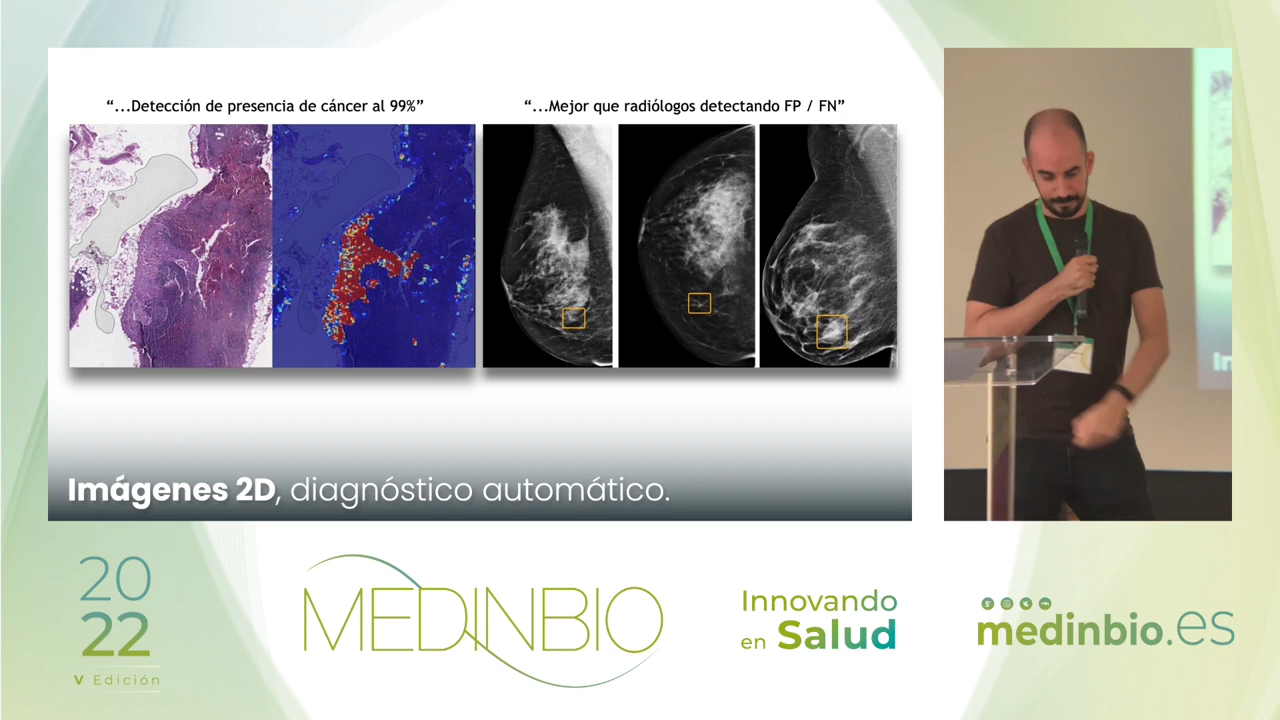 “...Detección de presencia de cáncer al 99%”
“...Mejor que radiólogos detectando FP / FN”
Imágenes 2D, diagnóstico automático.
20
22
V Edición
MEDINBIO
Innovando
en Salud
medinbio.es